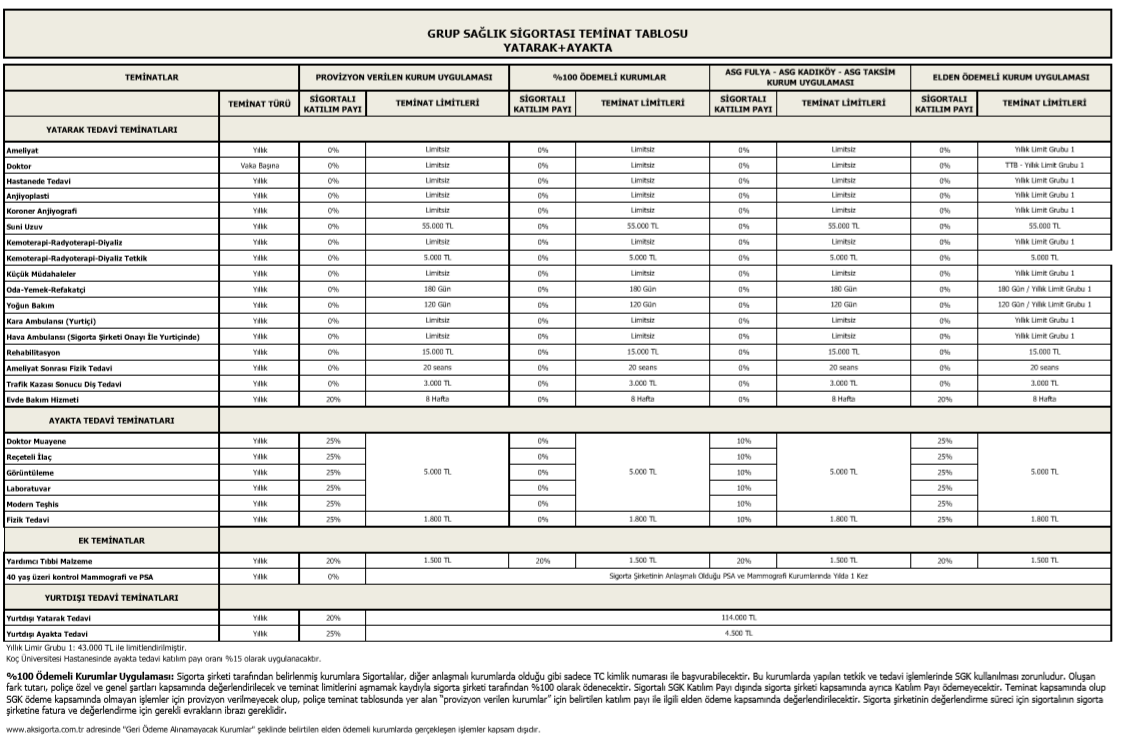 GRUP SAĞLIK SİGORTASI TEMİNAT TABLOSU
YATARAK+AYAKTA
TEMİNATLAR PROVİZYON VERİLEN KURUM UYGULAMASI %100 ÖDEMELİ KURUMLAR ASG FULYA - ASG KADIKÖY - ASG TAKSİM KURUM UYGULAMASI ELDEN ÖDEMELİ KURUM UYGULAMASI
TEMİNAT TÜRÜ SİGORTALI KATILIM PAYI TEMİNAT LİMİTLERİ SİGORTALI KATILIM PAYI TEMİNAT LİMİTLERİ SİGORTALI KATILIM PAYI TEMİNAT LİMİTLERİ SİGORTALI KATILIM PAYI TEMİNAT LİMİTLERİ
YATARAK TEDAVİ TEMİNATLARI
Ameliyat Yıllık 0% Limitsiz 0% Limitsiz 0% Limitsiz 0% Yıllık Limit Grubu 1
Doktor Vaka Başına 0% Limitsiz 0% Limitsiz 0% Limitsiz 0% TTB - Yıllık Limit Grubu 1
Hastanede Tedavi Yıllık 0% Limitsiz 0% Limitsiz 0% Limitsiz 0% Yıllık Limit Grubu 1
Anjiyoplasti Yıllık 0% Limitsiz 0% Limitsiz 0% Limitsiz 0% Yıllık Limit Grubu 1
Koroner Anjiyografi Yıllık 0% Limitsiz 0% Limitsiz 0% Limitsiz 0% Yıllık Limit Grubu 1
Suni Uzuv Yıllık 0% 55.000 TL 0% 55.000 TL 0% 55.000 TL 0% 55.000 TL
Kemoterapi-Radyoterapi-Diyaliz Yıllık 0% Limitsiz 0% Limitsiz 0% Limitsiz 0% Yıllık Limit Grubu 1
Kemoterapi-Radyoterapi-Diyaliz Tetkik Yıllık 0% 5.000 TL 0% 5.000 TL 0% 5.000 TL 0% 5.000 TL
Küçük Müdahaleler Yıllık 0% Limitsiz 0% Limitsiz 0% Limitsiz 0% Yıllık Limit Grubu 1
Oda-Yemek-Refakatçi Yıllık 0% 180 Gün 0% 180 Gün 0% 180 Gün 0% 180 Gün / Yıllık Limit Grubu 1
Yoğun Bakım Yıllık 0% 120 Gün 0% 120 Gün 0% 120 Gün 0% 120 Gün / Yıllık Limit Grubu 1
Kara Ambulansı (Yurtiçi) Yıllık 0% Limitsiz 0% Limitsiz 0% Limitsiz 0% Yıllık Limit Grubu 1
Hava Ambulansı (Sigorta Şirketi Onayı İle Yurtiçinde) Yıllık 0% Limitsiz 0% Limitsiz 0% Limitsiz 0% Yıllık Limit Grubu 1
Rehabilitasyon Yıllık 0% 15.000 TL 0% 15.000 TL 0% 15.000 TL 0% 15.000 TL
Ameliyat Sonrası Fizik Tedavi Yıllık 0% 20 seans 0% 20 seans 0% 20 seans 0% 20 seans
Trafik Kazası Sonucu Diş Tedavi Yıllık 0% 3.000 TL 0% 3.000 TL 0% 3.000 TL 0% 3.000 TL
Evde Bakım Hizmeti Yıllık 20% 8 Hafta 0% 8 Hafta 0% 8 Hafta 20% 8 Hafta
AYAKTA TEDAVİ TEMİNATLARI
Doktor Muayene Yıllık 25% 0% 10% 25%
Reçeteli İlaç Yıllık 25% 0% 10% 25%
Görüntüleme Yıllık 25% 5.000 TL 0% 5.000 TL 10% 5.000 TL 25% 5.000 TL
Laboratuvar Yıllık 25% 0% 10% 25%
Modern Teşhis Yıllık 25% 0% 10% 25%
Fizik Tedavi Yıllık 25% 1.800 TL 0% 1.800 TL 10% 1.800 TL 25% 1.800 TL
EK TEMİNATLAR
Yardımcı Tıbbi Malzeme Yıllık 20% 1.500 TL 20% 1.500 TL 20% 1.500 TL 20% 1.500 TL
40 yaş üzeri kontrol Mammografi ve PSA Yıllık 0% Sigorta Şirketinin Anlaşmalı Olduğu PSA ve Mammografi Kurumlarında Yılda 1 Kez
YURTDIŞI TEDAVİ TEMİNATLARI
Yurtdışı Yatarak Tedavi Yıllık 20% 114.000 TL
Yurtdışı Ayakta Tedavi Yıllık 25% 4.500 TL
Yıllık Limir Grubu 1: 43.000 TL ile limitlendirilmiştir.
Koç Üniversitesi Hastanesinde ayakta tedavi katılım payı oranı %15 olarak uygulanacaktır.
%100 Ödemeli Kurumlar Uygulaması: Sigorta şirketi tarafından belirlenmiş kurumlara Sigortalılar, diğer anlaşmalı kurumlarda olduğu gibi sadece TC kimlik numarası ile başvurabilecektir. Bu kurumlarda yapılan tetkik ve tedavi işlemlerinde SGK kullanılması zorunludur. Oluşan
fark tutarı, poliçe özel ve genel şartları kapsamında değerlendirilecek ve teminat limitlerini aşmamak kaydıyla sigorta şirketi tarafından %100 olarak ödenecektir. Sigortalı SGK Katılım Payı dışında sigorta şirketi kapsamında ayrıca Katılım Payı ödemeyecektir. Teminat kapsamında olup
SGK ödeme kapsamında olmayan işlemler için provizyon verilmeyecek olup, poliçe teminat tablosunda yer alan "provizyon verilen kurumlar" için belirtilen katılım payı ile ilgili elden ödeme kapsamında değerlendirilecektir. Sigorta şirketinin değerlendirme süreci için sigortalının sigorta
şirketine fatura ve değerlendirme için gerekli evrakların ibrazı gereklidir.
www.aksigorta.com.tr adresinde "Geri Ödeme Alınamayacak Kurumlar" şeklinde belirtilen elden ödemeli kurumlarda gerçekleşen işlemler kapsam dışıdır.